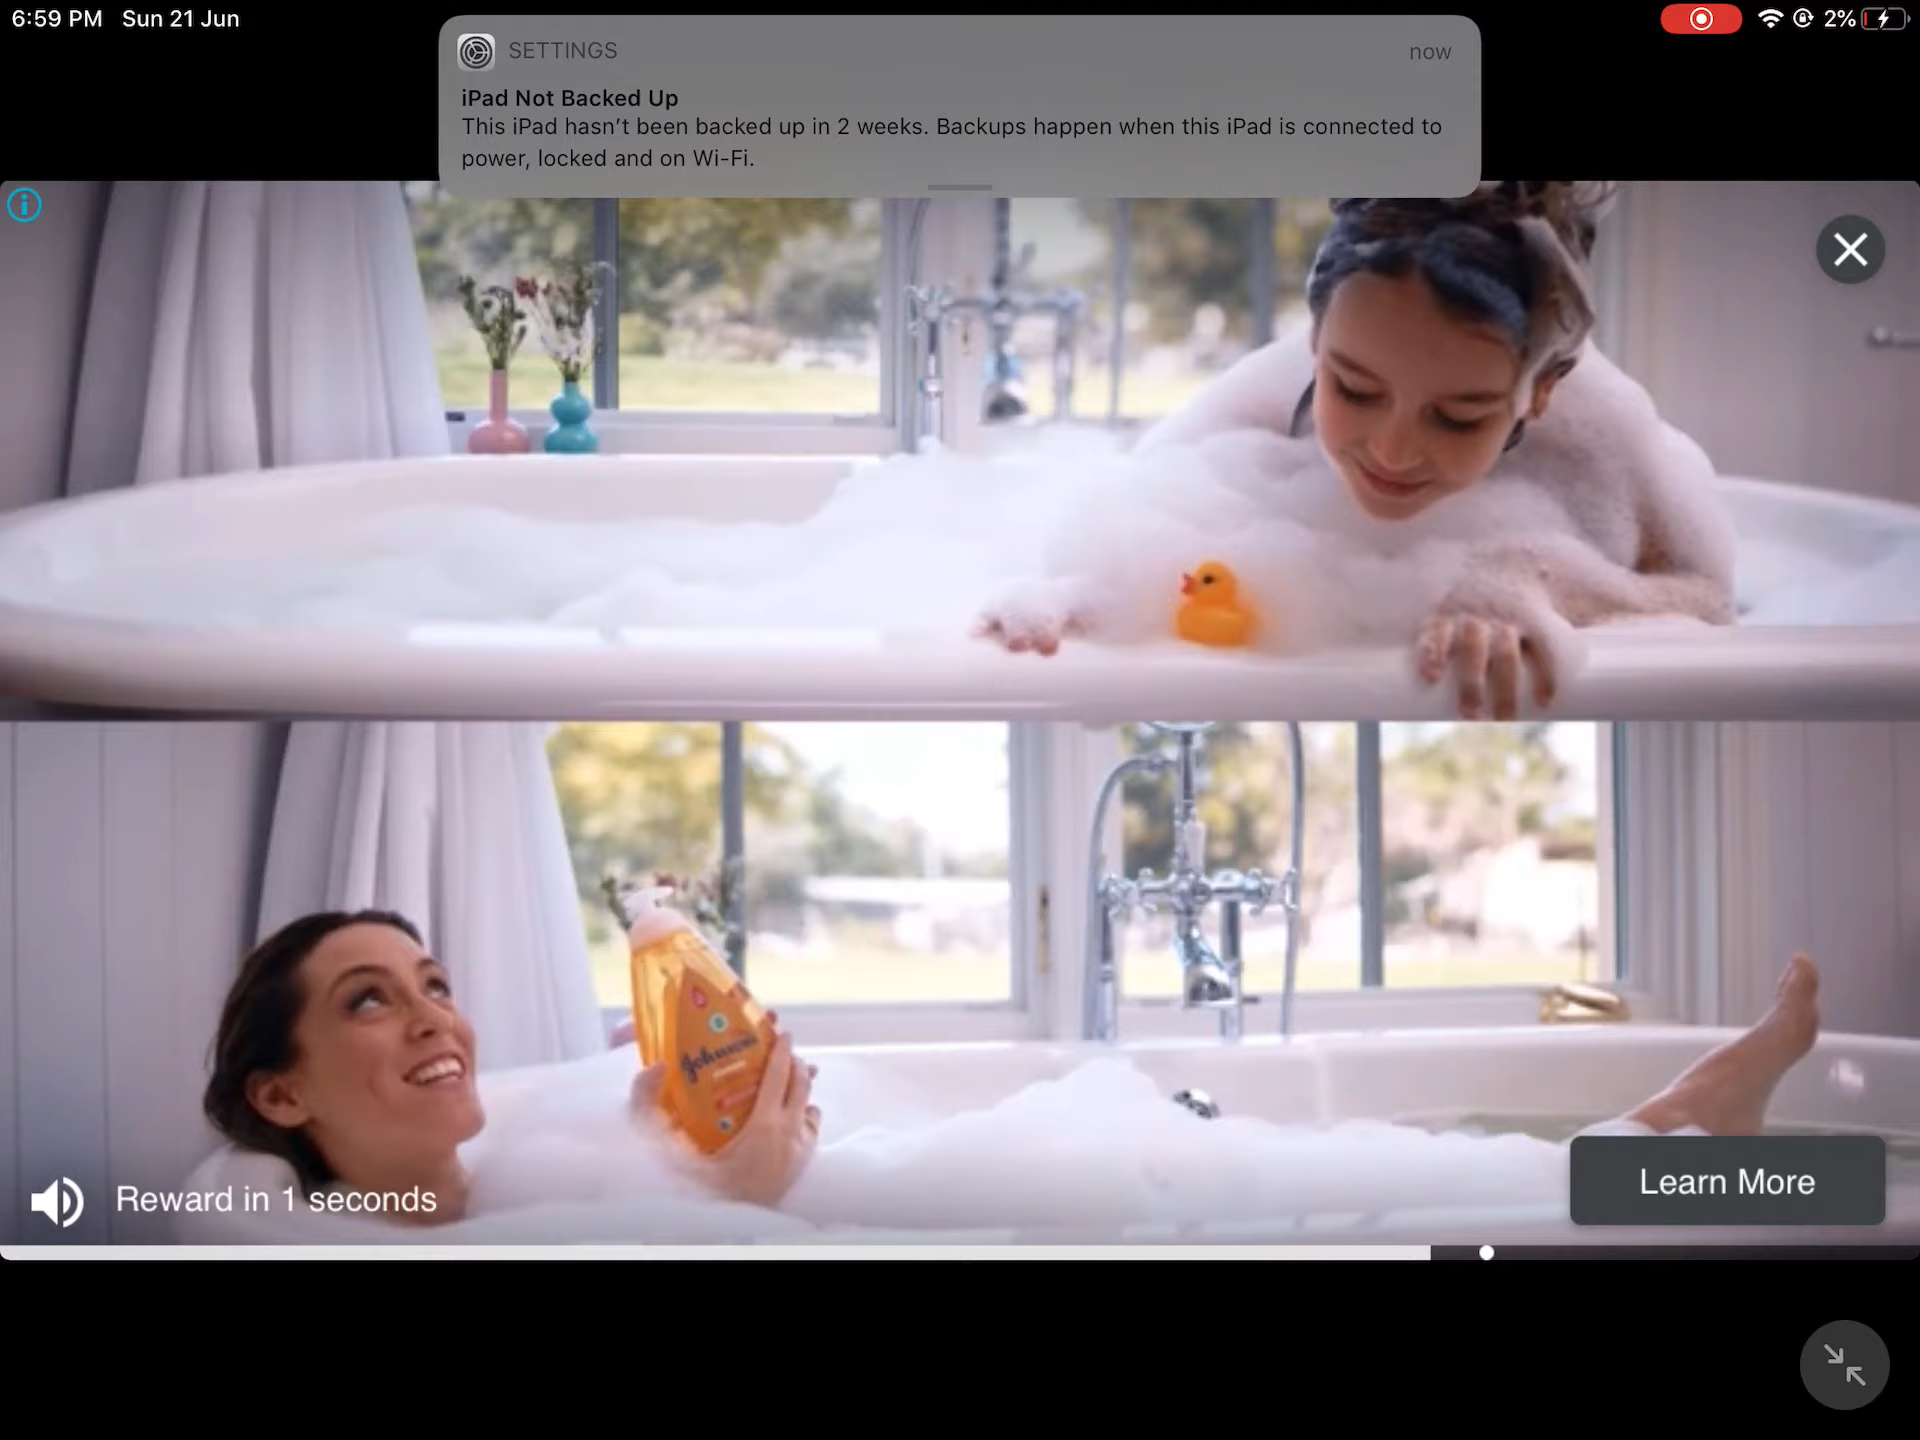 6:59 PM Sun 21 Jun
2%
SETTINGS
now
iPad Not Backed Up
This iPad hasn't been backed up in 2 weeks. Backups happen when this iPad is connected to
power, locked and on Wi-Fi.
Johnson's
Reward in 1 seconds
Learn More